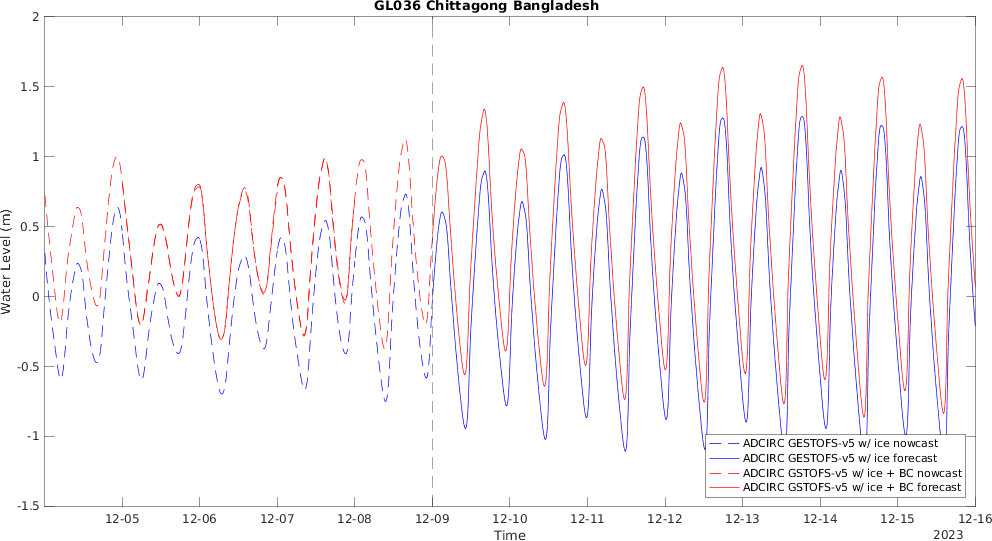 GL036 Chittagong Bangladesh
2
1.5
1
0.5
0
-0.5
-1
-1.5
Water Level (m)
ADCIRC GESTOFS-v5 w/ ice nowcast
ADCIRC GESTOFS-v5 w/ ice forecast
ADCIRC GSTOFS-v5 w/ ice + BC nowcast
ADCIRC GSTOFS-v5 w/ ice + BC forecast
12-05 12-06 12-07 12-08 12-09 12-10 12-11 12-12 12-13 12-14 12-15 12-16
Time
2023